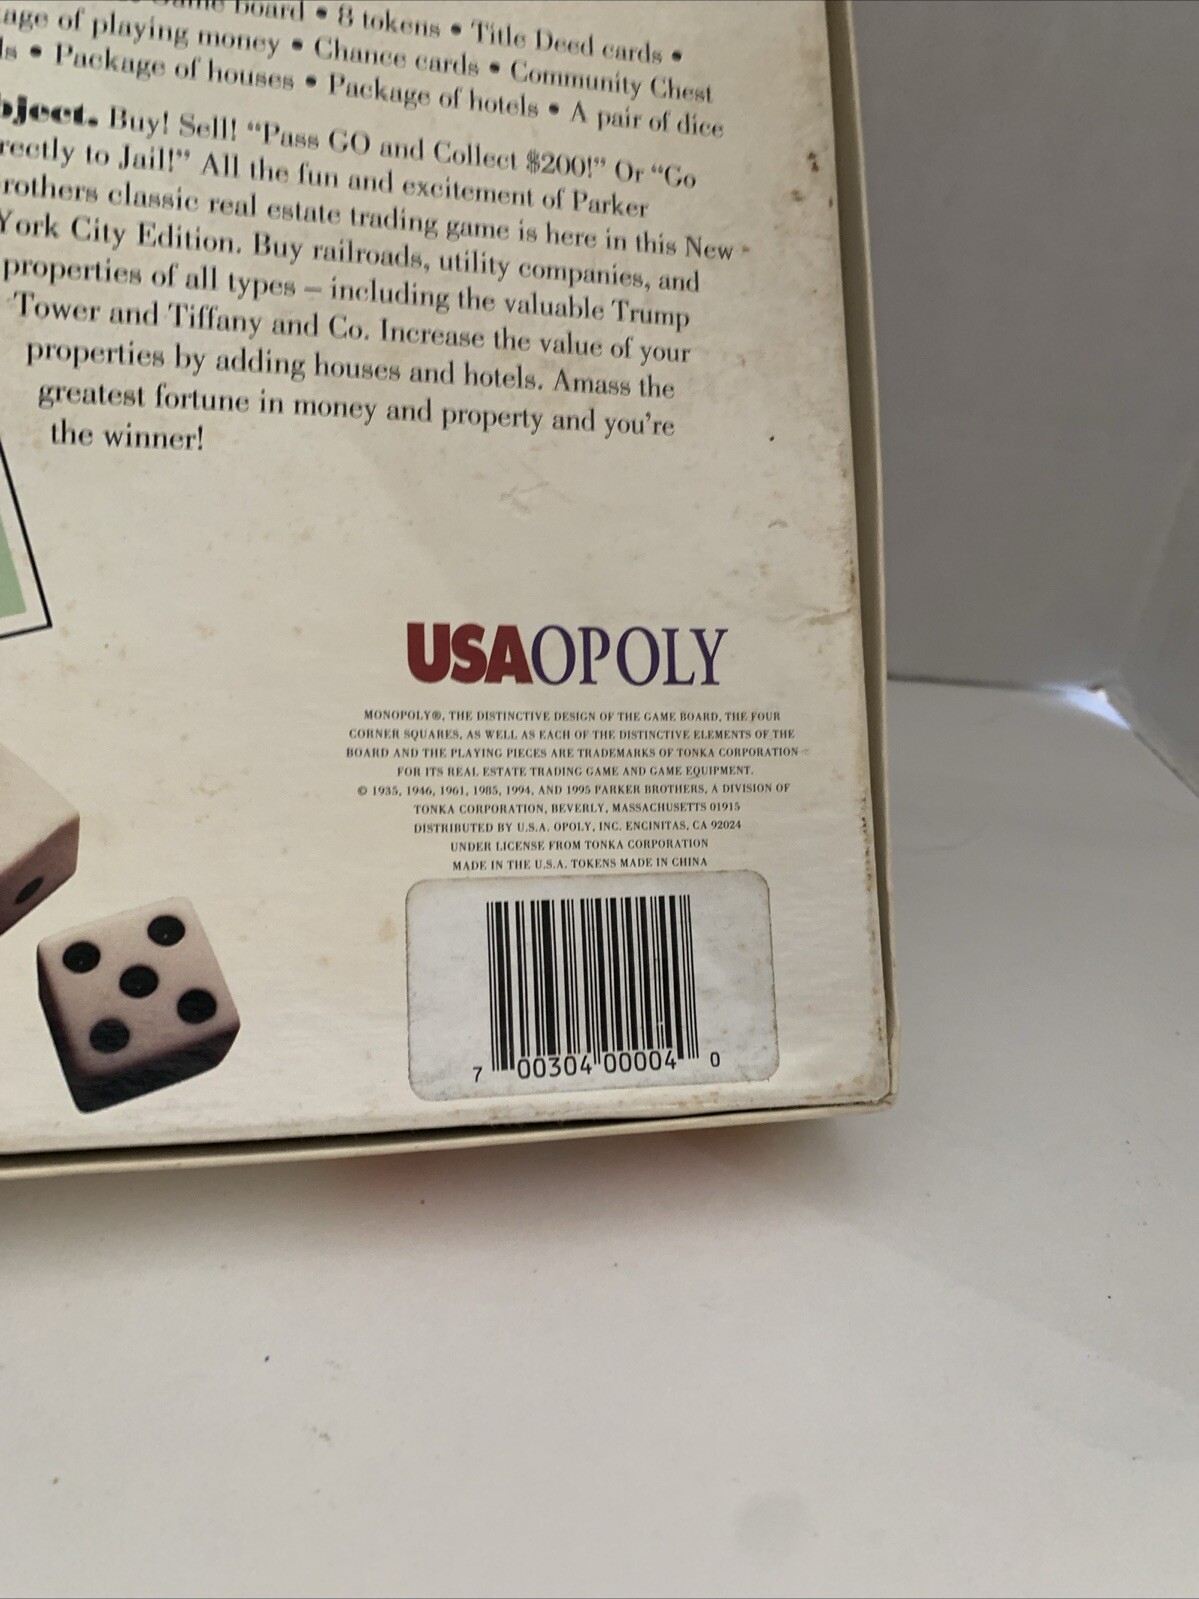 Game board • 8 tokens • Title Deed cards •
age of playing money • Chance cards • Community Chest
ls • Package of houses • Package of hotels • A pair of dice
bject. Buy! Sell! “Pass GO and Collect $200!” Or “Go
rectly to Jail!” All the fun and excitement of Parker
rothers classic real estate trading game is here in this New
York City Edition. Buy railroads, utility companies, and
properties of all types – including the valuable Trump
Tower and Tiffany and Co. Increase the value of your
properties by adding houses and hotels. Amass the
greatest fortune in money and property and you're
the winner!
USAOPOLY
MONOPOLY®, THE DISTINCTIVE DESIGN OF THE GAME BOARD, THE FOUR
CORNER SQUARES, AS WELL AS EACH OF THE DISTINCTIVE ELEMENTS OF THE
BOARD AND THE PLAYING PIECES ARE TRADEMARKS OF TONKA CORPORATION
FOR ITS REAL ESTATE TRADING GAME AND GAME EQUIPMENT.
© 1935, 1946, 1961, 1985, 1994, AND 1995 PARKER BROTHERS, A DIVISION OF
TONKA CORPORATION, BEVERLY, MASSACHUSETTS 01915
DISTRIBUTED BY U.S.A. OPOLY, INC. ENCINITAS, CA 92024
UNDER LICENSE FROM TONKA CORPORATION
MADE IN THE U.S.A. TOKENS MADE IN CHINA
7 00304 00004 0